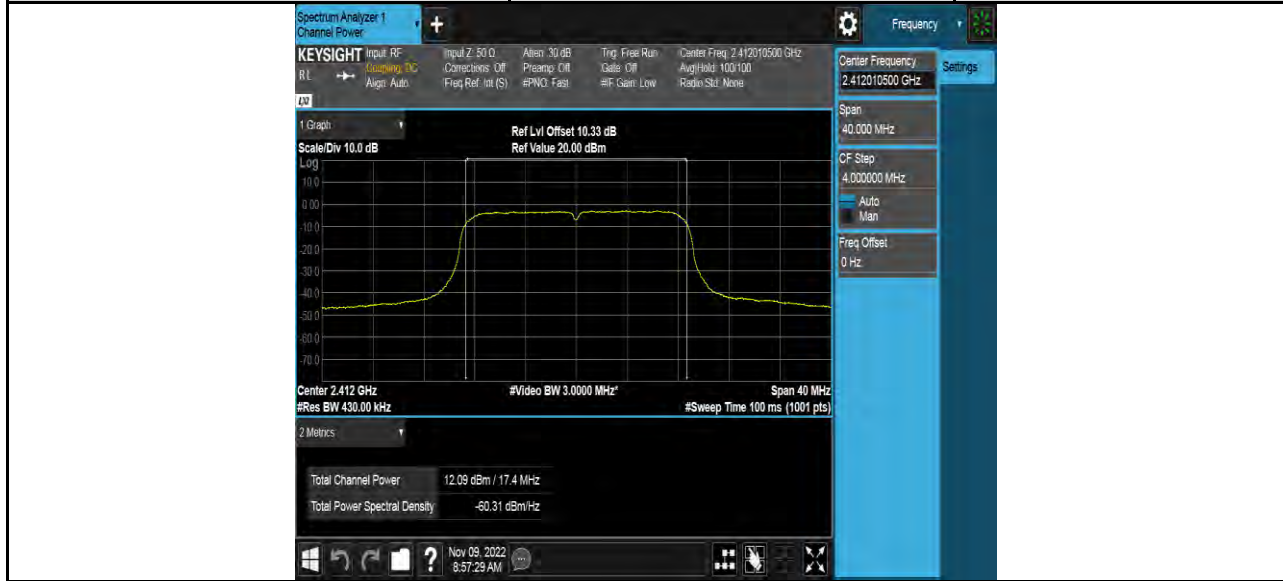 Spectrum Analyzer 1
Channel Power
Frequency
KEYSIGHT
Input: RF
Coupling: DC
Align: Auto
Input Z: 50 Ω
Corrections: Off
Freq Ref: Int (S)
Atten: 30 dB
Preamp: Off
#PNO: Fast
Trig: Free Run
Gate: Off
#IF Gain: Low
Center Freq: 2.412010500 GHz
Avg|Hold: 100/100
Radio Std: None
R L
LXI
Center Frequency
2.412010500 GHz
Settings
Span
40.000 MHz
CF Step
4.000000 MHz
Auto
Man
Freq Offset
0 Hz
1 Graph
Scale/Div 10.0 dB
Ref Lvl Offset 10.33 dB
Ref Value 20.00 dBm
Log
10.0
0.00
-10.0
-20.0
-30.0
-40.0
-50.0
-60.0
-70.0
Center 2.412 GHz
#Video BW 3.0000 MHz*
Span 40 MHz
#Res BW 430.00 kHz
#Sweep Time 100 ms (1001 pts)
2 Metrics
Total Channel Power 12.09 dBm / 17.4 MHz
Total Power Spectral Density -60.31 dBm/Hz
?
Nov 09, 2022
8:57:29 AM